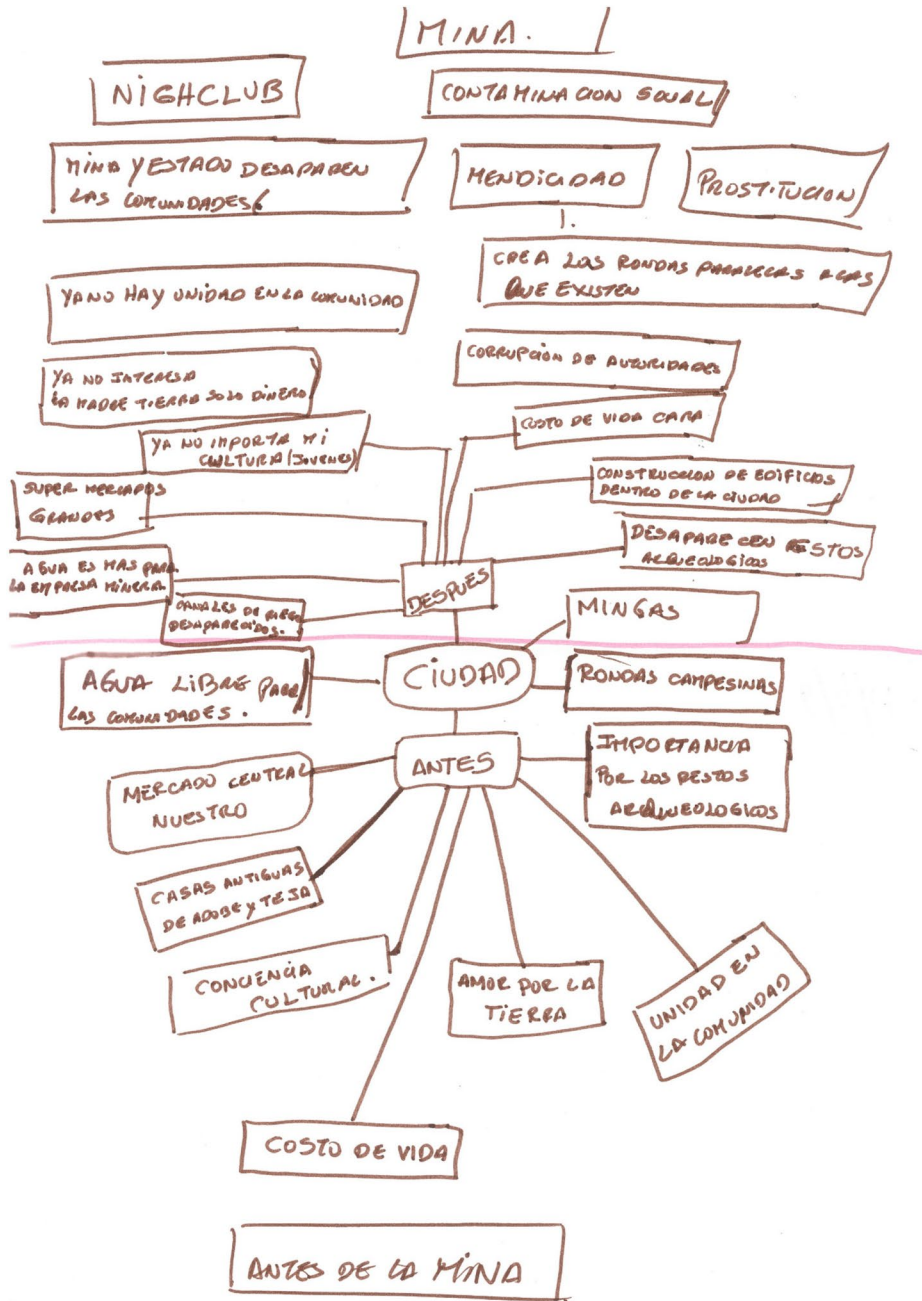 MINA.
NIGHCLUB
CONTAMINACION SOCIAL
MINA Y ESTADO DESAPAREN
LAS COMUNIDADES
MENDICIDAD
PROSTITUCION
1.
CREA LOS RONDAS PARALELAS A LAS
QUE EXISTEN
YA NO HAY UNIDAD EN LA COMUNIDAD
CORRUPCIÓN DE AUTORIDADES
YA NO INTERESA
LA MADRE TIERRA SOLO DINERO
COSTO DE VIDA CARA
YA NO IMPORTA MI
CULTURA (JOVENES)
CONSTRUCCION DE EDIFICIOS
DENTRO DE LA CIUDAD
SUPER MERCADOS
GRANDES
DESAPARECEN RESTOS
ARQUEOLOGICOS
AGUA ES MAS PARA
LA EMPRESA MINERA.
DESPUES
CANALES DE RIEGO
DESAPARECIDOS.
MINGAS
CIUDAD
AGUA LIBRE PARA
LAS COMUNIDADES.
RONDAS CAMPESINAS
ANTES
IMPORTANCIA
POR LOS RESTOS
ARQUEOLOGICOS
MERCADO CENTRAL
NUESTRO
CASAS ANTIGUAS
DE ADOBE Y TEJA
CONCIENCIA
CULTURAL.
AMOR POR LA
TIERRA
UNIDAD EN
LA COMUNIDAD
COSTO DE VIDA
ANTES DE LA MINA